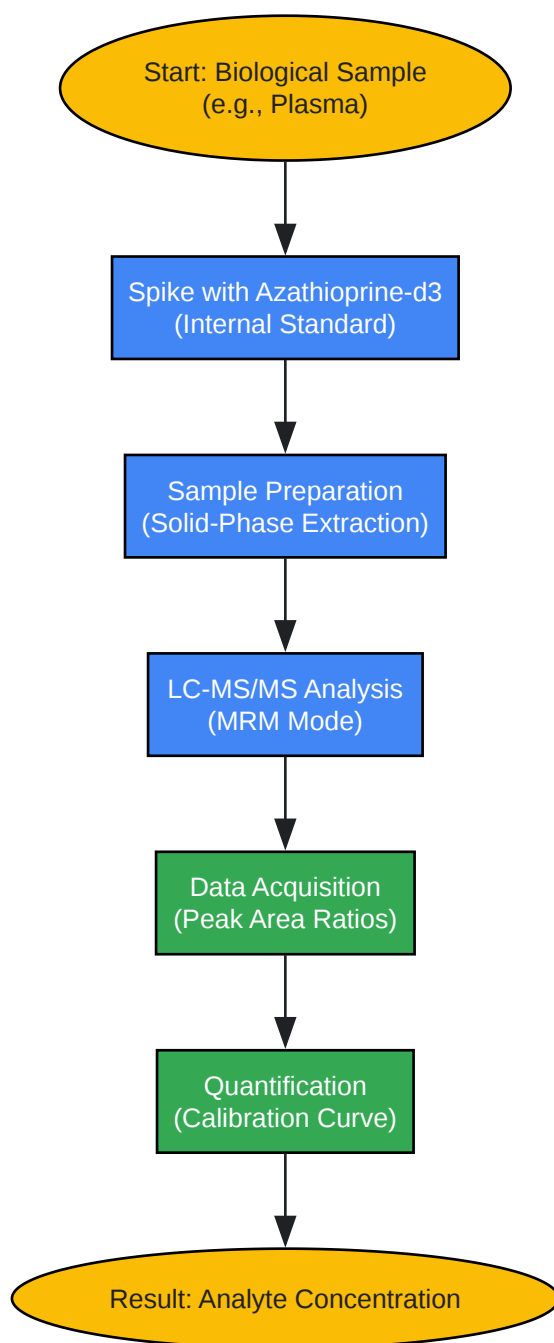 Start: Biological Sample
(e.g., Plasma)
Spike with Azathioprine-d3
(Internal Standard)
Sample Preparation
(Solid-Phase Extraction)
LC-MS/MS Analysis
(MRM Mode)
Data Acquisition
(Peak Area Ratios)
Quantification
(Calibration Curve)
Result: Analyte Concentration